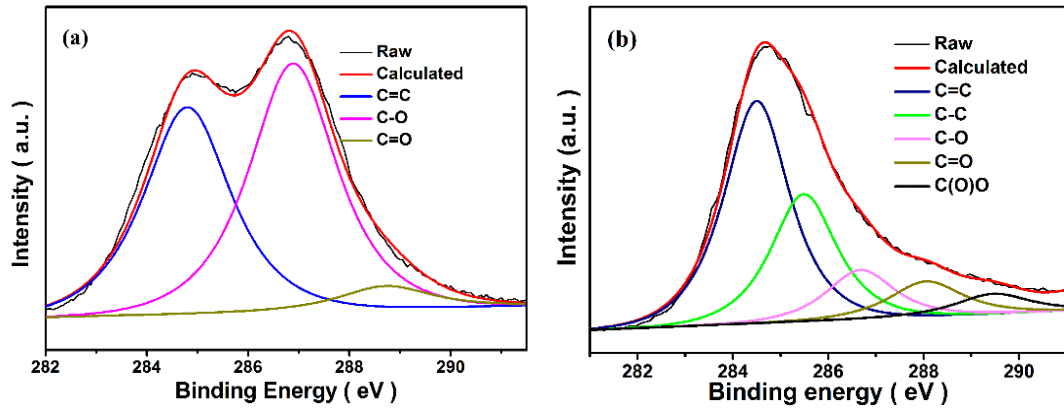 (a)
Raw
Calculated
C=C
C-O
C=O
Intensity ( a.u. )
282 284 286 288 290
Binding Energy ( eV )
(b)
Raw
Calculated
C=C
C-C
C-O
C=O
C(O)O
Intensity (a.u.)
282 284 286 288 290
Binding energy ( eV )